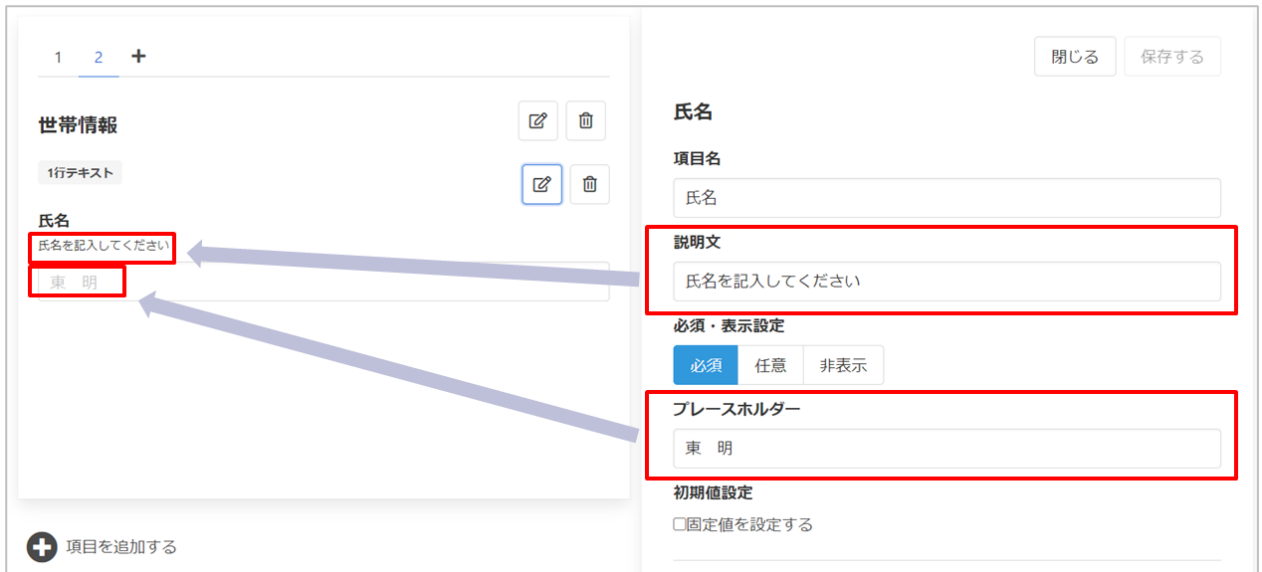 1 2 +
世帯情報
1行テキスト
氏名
氏名を記入してください
東　明
項目を追加する
閉じる 保存する
氏名
項目名
氏名
説明文
氏名を記入してください
必須・表示設定
必須 任意 非表示
プレースホルダー
東　明
初期値設定
固定値を設定する